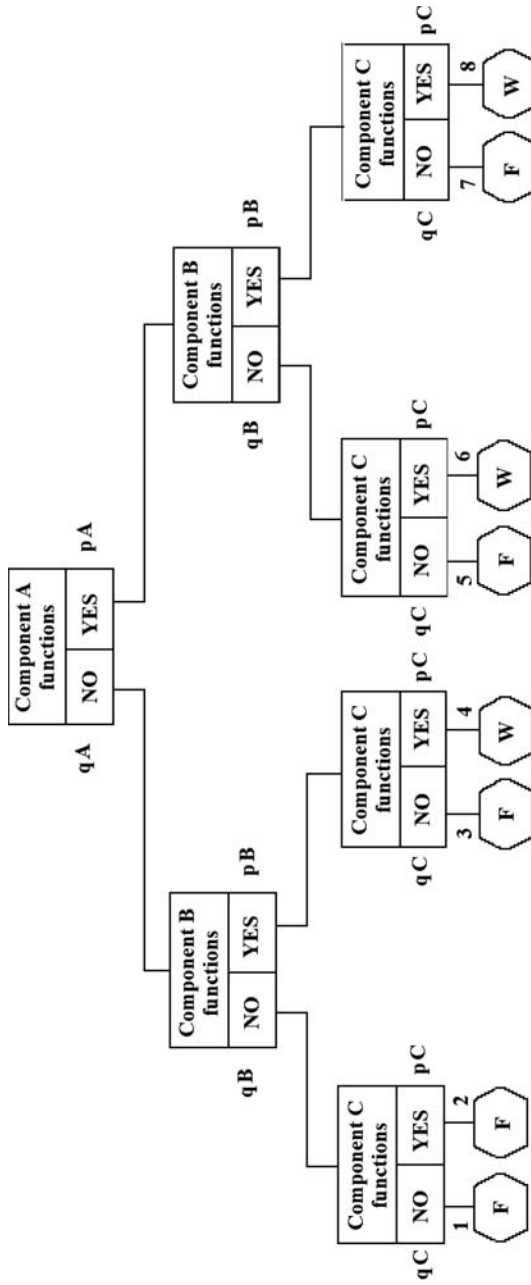 Component A
functions
NO YES
qA pA
Component B
functions
NO YES
qB pB
Component B
functions
NO YES
qB pB
Component C
functions
NO YES
qC pC
1 2
F F
Component C
functions
NO YES
qC pC
3 4
F W
Component C
functions
NO YES
qC pC
5 6
F W
Component C
functions
NO YES
qC pC
7 8
F W